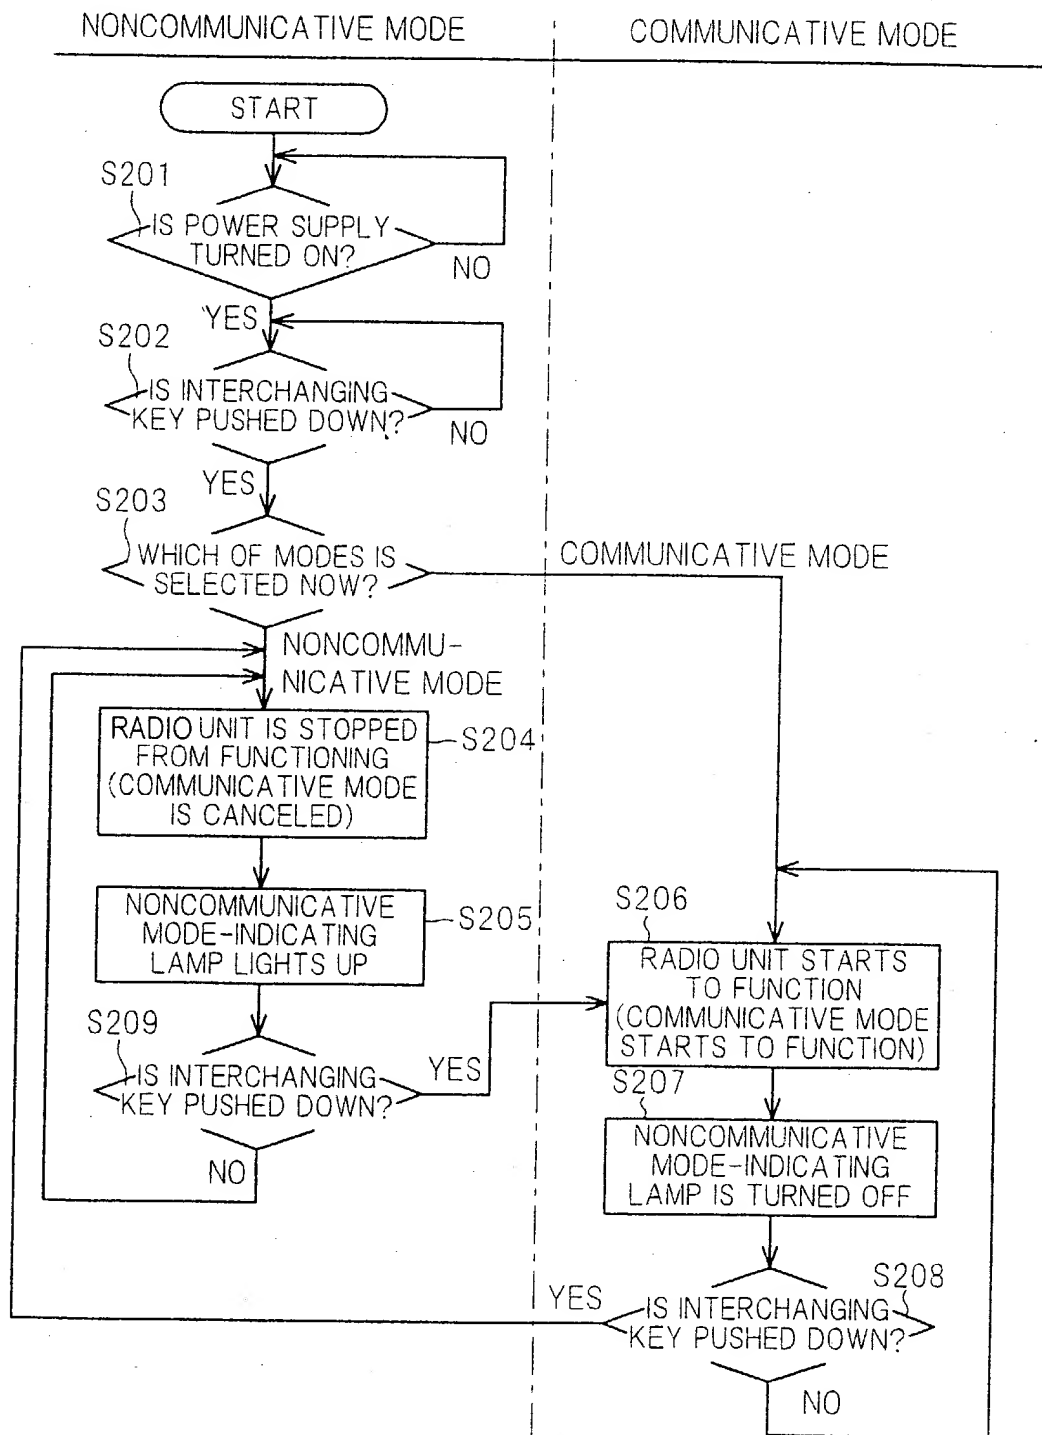 NONCOMMUNICATIVE MODE
COMMUNICATIVE MODE
START
S201
IS POWER SUPPLY
TURNED ON?
NO
YES
S202
IS INTERCHANGING
KEY PUSHED DOWN?
NO
YES
S203
WHICH OF MODES IS
SELECTED NOW?
COMMUNICATIVE MODE
NONCOMMU-
NICATIVE MODE
RADIO UNIT IS STOPPED
FROM FUNCTIONING
(COMMUNICATIVE MODE
IS CANCELED)
S204
NONCOMMUNICATIVE
MODE-INDICATING
LAMP LIGHTS UP
S205
S209
IS INTERCHANGING
KEY PUSHED DOWN?
YES
NO
S206
RADIO UNIT STARTS
TO FUNCTION
(COMMUNICATIVE MODE
STARTS TO FUNCTION)
S207
NONCOMMUNICATIVE
MODE-INDICATING
LAMP IS TURNED OFF
S208
IS INTERCHANGING
KEY PUSHED DOWN?
YES
NO